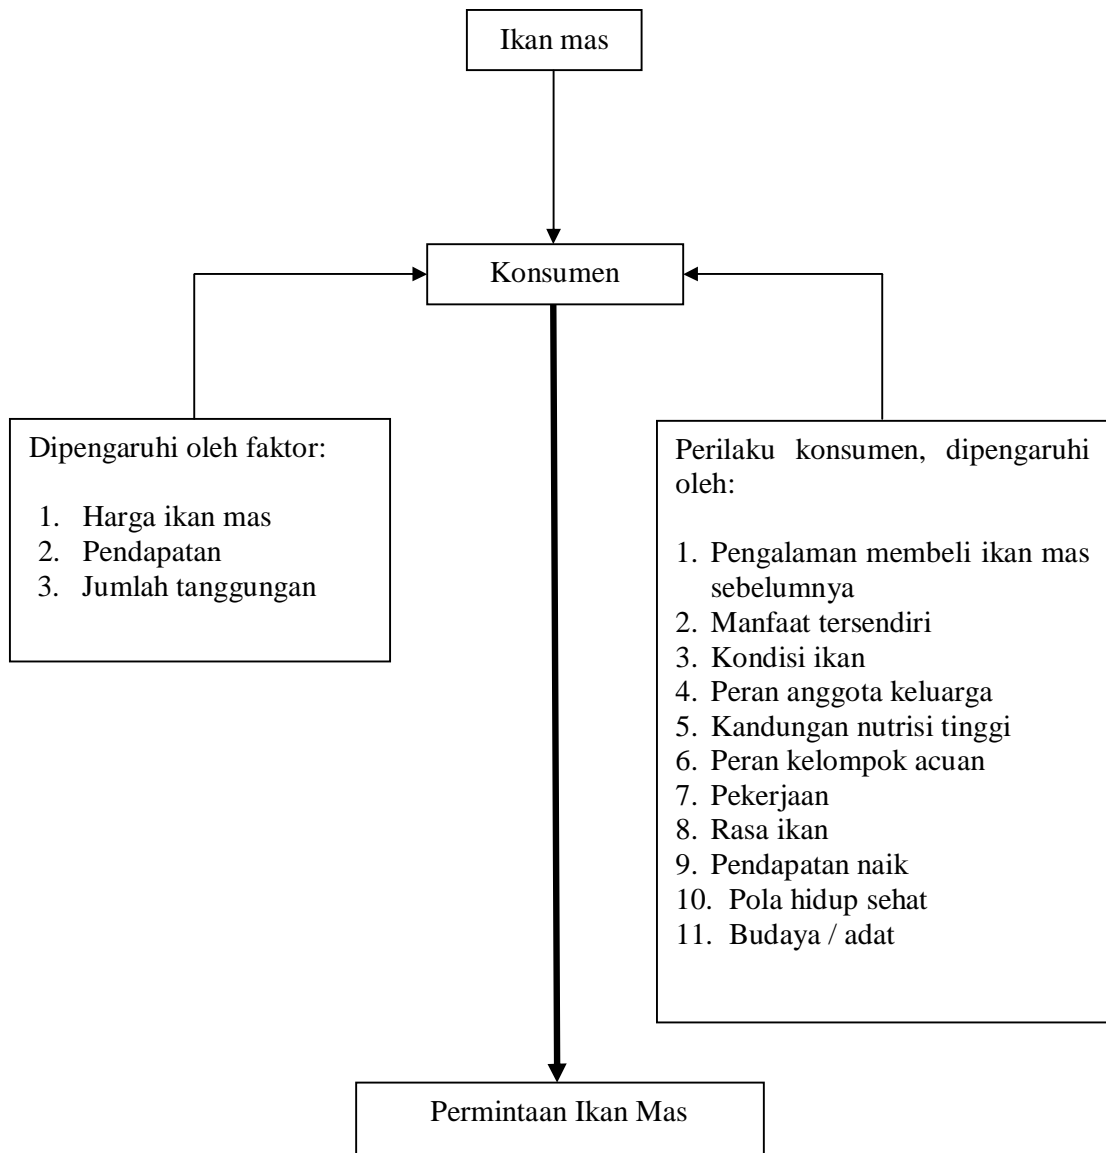 Ikan mas
Konsumen
Dipengaruhi oleh faktor:
1. Harga ikan mas
2. Pendapatan
3. Jumlah tanggungan
Perilaku konsumen, dipengaruhi
oleh:
1. Pengalaman membeli ikan mas
sebelumnya
2. Manfaat tersendiri
3. Kondisi ikan
4. Peran anggota keluarga
5. Kandungan nutrisi tinggi
6. Peran kelompok acuan
7. Pekerjaan
8. Rasa ikan
9. Pendapatan naik
10. Pola hidup sehat
11. Budaya / adat
Permintaan Ikan Mas